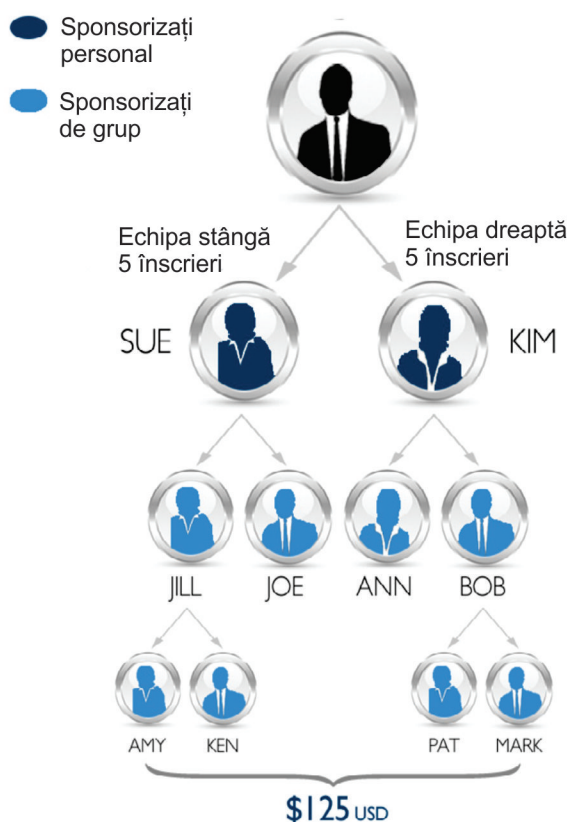 Sponsorizați
personal
Sponsorizați
de grup
Echipa stângă
5 înscrieri
Echipa dreaptă
5 înscrieri
SUE
KIM
JILL
JOE
ANN
BOB
AMY
KEN
PAT
MARK
$125 USD